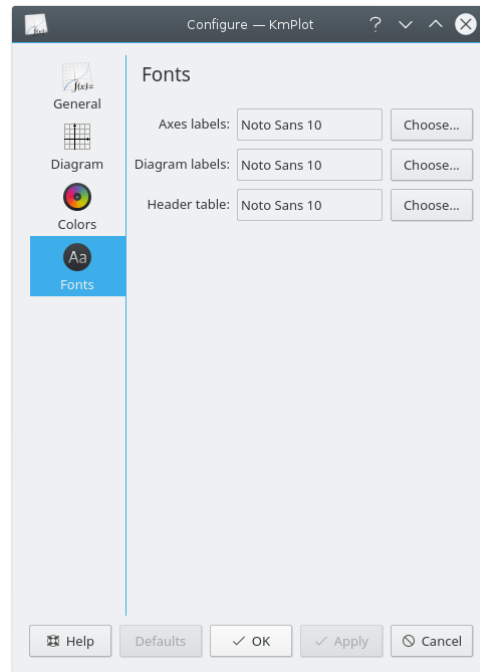 Configure — KmPlot
General
Diagram
Colors
Aa
Fonts
Fonts
Axes labels: Noto Sans 10 Choose...
Diagram labels: Noto Sans 10 Choose...
Header table: Noto Sans 10 Choose...
Help Defaults OK Apply Cancel